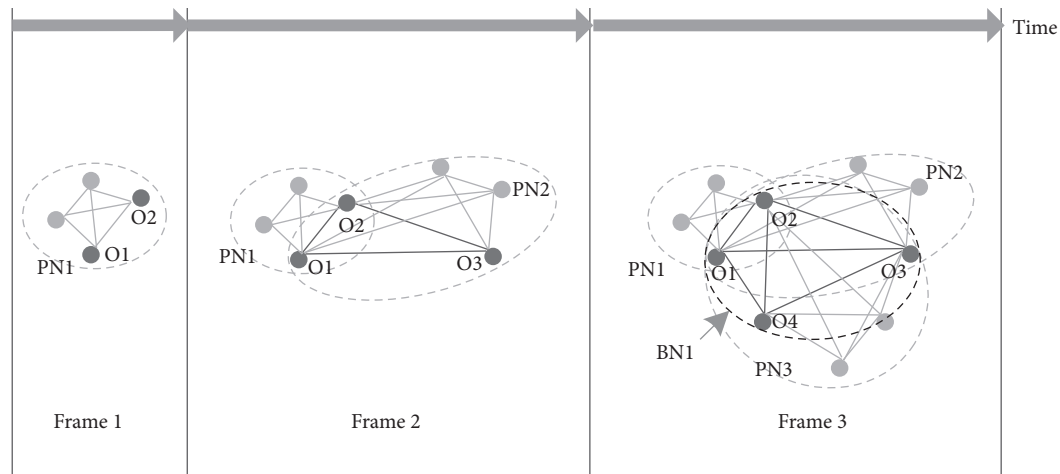 Time
O2
O1
PN1
Frame 1
PN2
O2
PN1
O1
O3
Frame 2
PN2
O2
PN1
O1
O3
O4
BN1
PN3
Frame 3